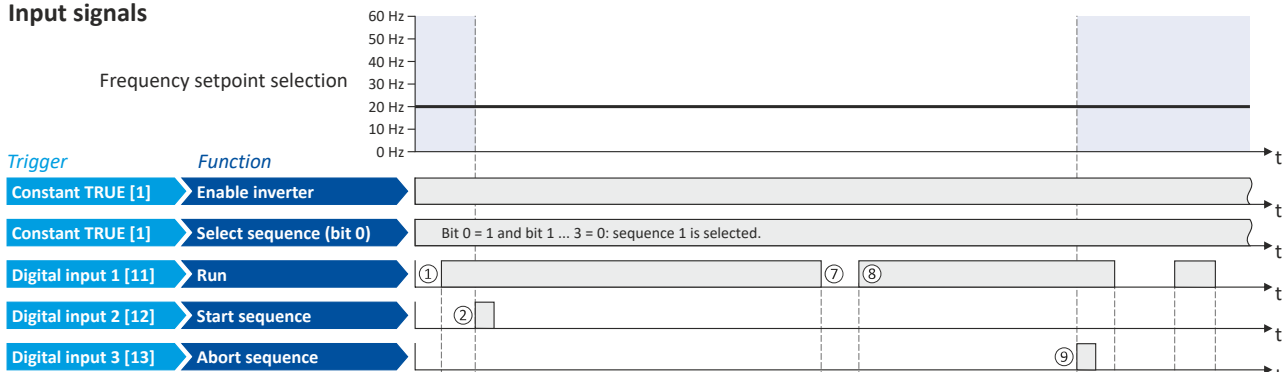 Input signals
60 Hz
50 Hz
40 Hz
Frequency setpoint selection
30 Hz
20 Hz
10 Hz
0 Hz
t
Trigger Function
Constant TRUE [1] Enable inverter
t
Constant TRUE [1] Select sequence (bit 0) Bit 0 = 1 and bit 1 ... 3 = 0: sequence 1 is selected.
t
Digital input 1 [11] Run ① ⑦ ⑧
t
Digital input 2 [12] Start sequence ②
t
Digital input 3 [13] Abort sequence ⑨